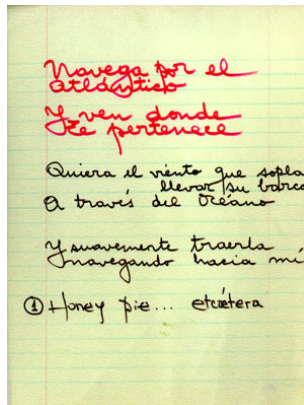 Navega por el
atlántico
Y ven donde
te pertenece
Quiera el viento que sopla
llevar su barco
A través del Océano
Y suavemente traerla
navegando hacia mí
① Honey pie... etcétera